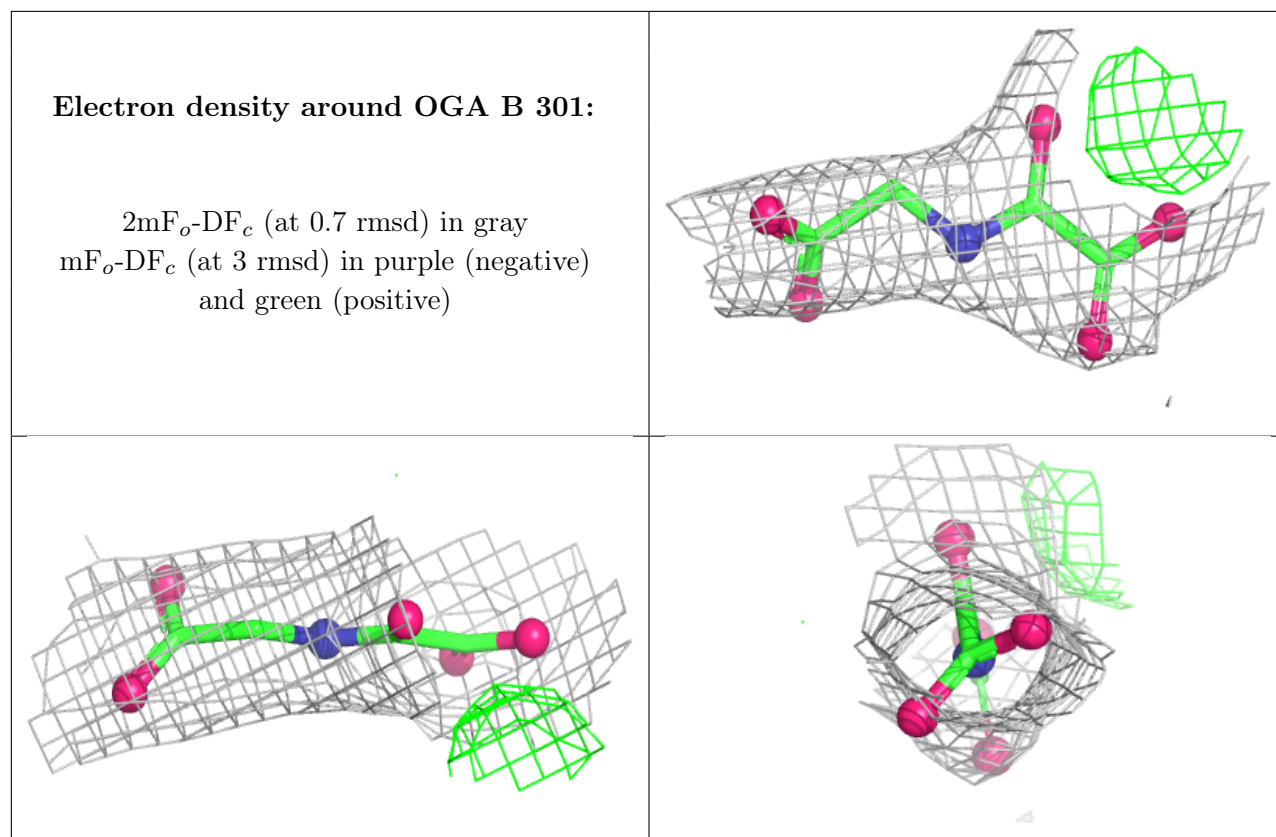 Electron density around OGA B 301:
2mFo-DFc (at 0.7 rmsd) in gray
mFo-DFc (at 3 rmsd) in purple (negative)
and green (positive)